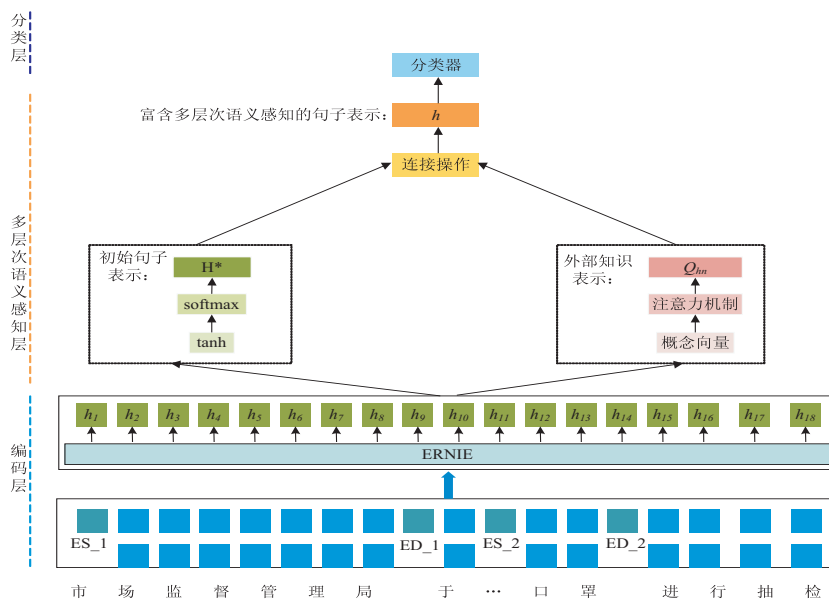 分类层
分类器
富含多层次语义感知的句子表示：
h
连接操作
多层次语义感知层
初始句子
表示：
H*
softmax
tanh
外部知识
表示：
Qhn
注意力机制
概念向量
编码层
h1 h2 h3 h4 h5 h6 h7 h8 h9 h10 h11 h12 h13 h14 h15 h16 h17 h18
ERNIE
ES_1 ED_1 ES_2 ED_2
市 场 监 督 管 理 局 于 … 口 罩 进 行 抽 检